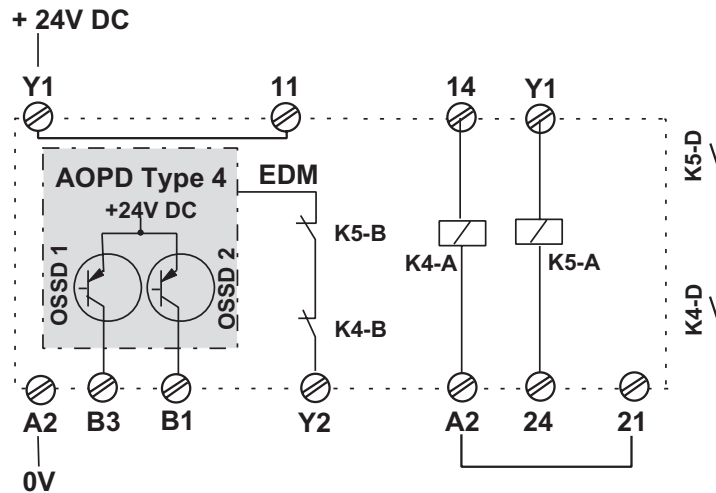 + 24V DC
Y1 11 14 Y1
K5-D
AOPD Type 4 EDM
+24V DC
OSSD 1
OSSD 2
K5-B
K4-A K5-A
K4-D
K4-B
A2 B3 B1 Y2 A2 24 21
0V